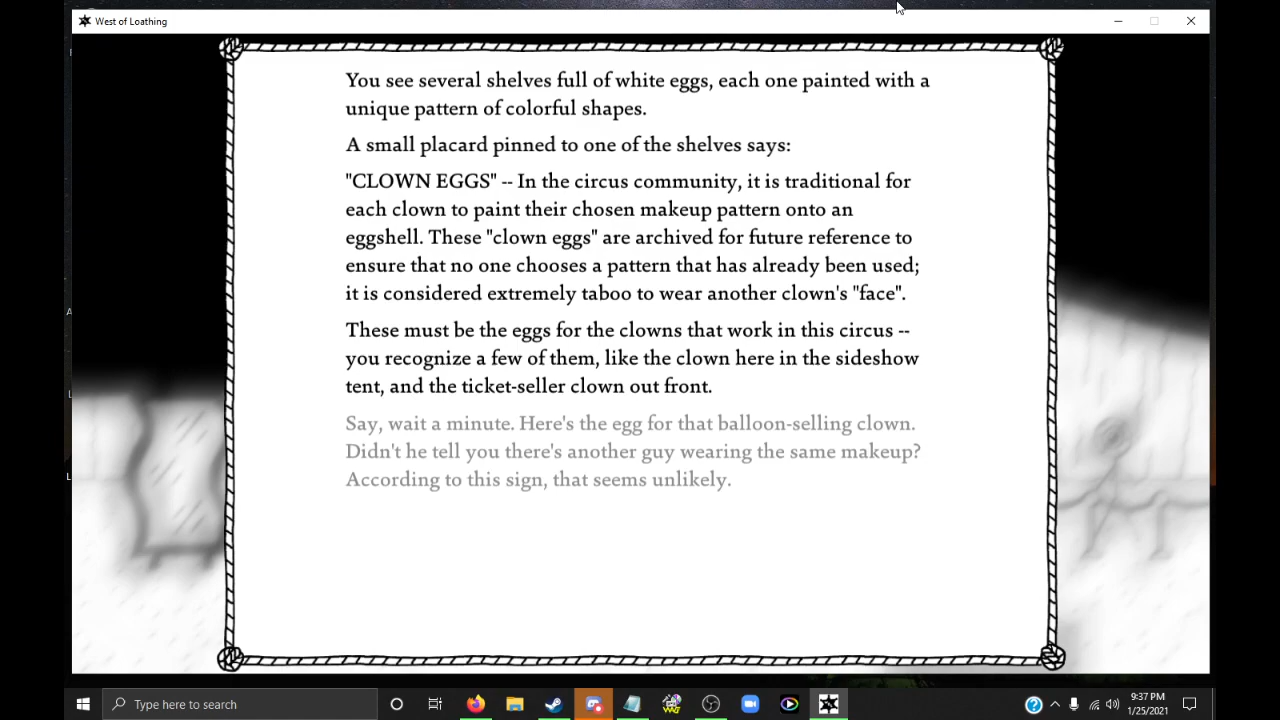 West of Loathing
You see several shelves full of white eggs, each one painted with a
unique pattern of colorful shapes.
A small placard pinned to one of the shelves says:
"CLOWN EGGS" -- In the circus community, it is traditional for
each clown to paint their chosen makeup pattern onto an
eggshell. These "clown eggs" are archived for future reference to
ensure that no one chooses a pattern that has already been used;
it is considered extremely taboo to wear another clown's "face".
These must be the eggs for the clowns that work in this circus --
you recognize a few of them, like the clown here in the sideshow
tent, and the ticket-seller clown out front.
Say, wait a minute. Here's the egg for that balloon-selling clown.
Didn't he tell you there's another guy wearing the same makeup?
According to this sign, that seems unlikely.
Type here to search
9:37 PM
1/25/2021